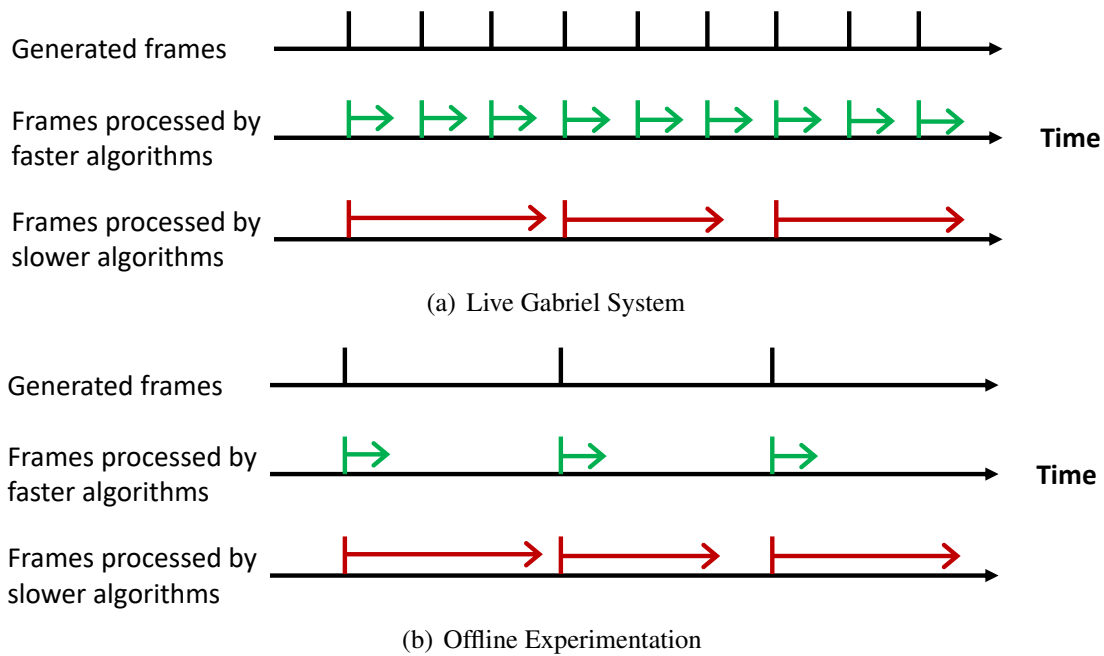 Generated frames
Frames processed by
faster algorithms
Time
Frames processed by
slower algorithms
(a) Live Gabriel System
Generated frames
Frames processed by
faster algorithms
Time
Frames processed by
slower algorithms
(b) Offline Experimentation